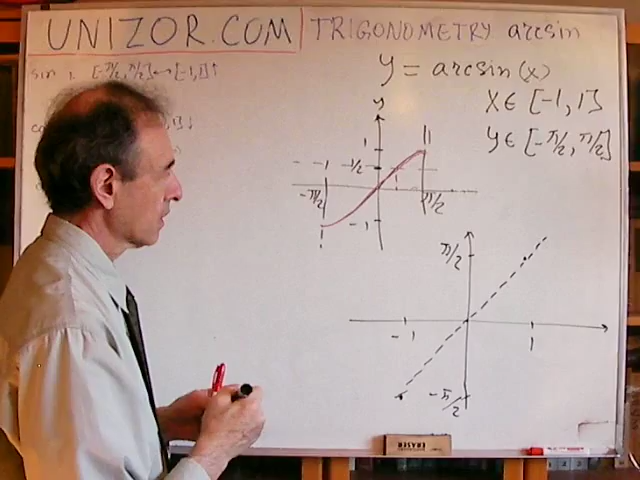 UNIZOR.COM TRIGONOMETRY arcsin
sin : [-π/2, π/2] ↔ [-1, 1] ↑
y = arcsin(x)
x ∈ [-1, 1]
y ∈ [-π/2, π/2]
y
1
-1
-1/2
1
-π/2
π/2
-1
π/2
-1
1
-π/2
ERASER